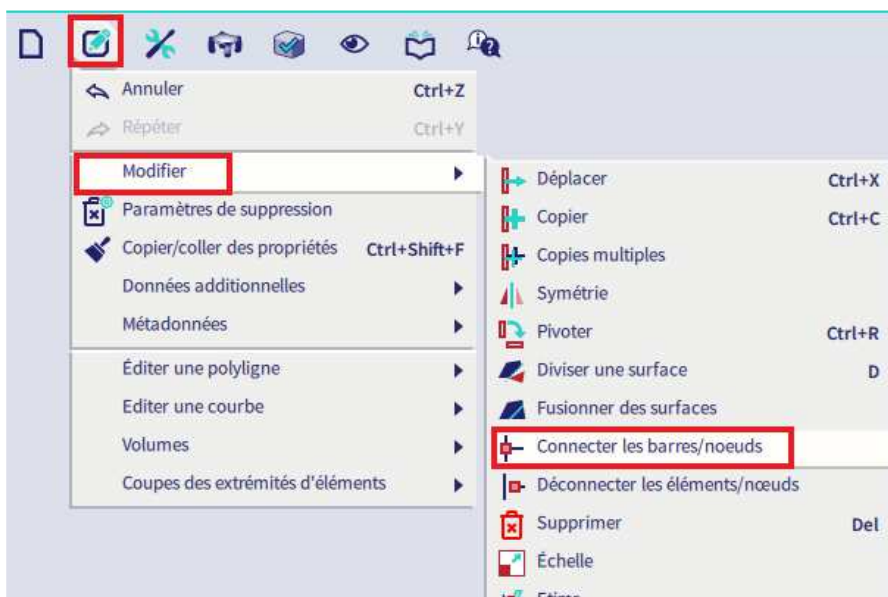 Annuler Ctrl+Z
Répéter Ctrl+Y
Modifier
Paramètres de suppression
Copier/coller des propriétés Ctrl+Shift+F
Données additionnelles
Métadonnées
Éditer une polyligne
Editer une courbe
Volumes
Coupes des extrémités d'éléments
Déplacer Ctrl+X
Copier Ctrl+C
Copies multiples
Symétrie
Pivoter Ctrl+R
Diviser une surface D
Fusionner des surfaces
Connecter les barres/noeuds
Déconnecter les éléments/nœuds
Supprimer Del
Échelle